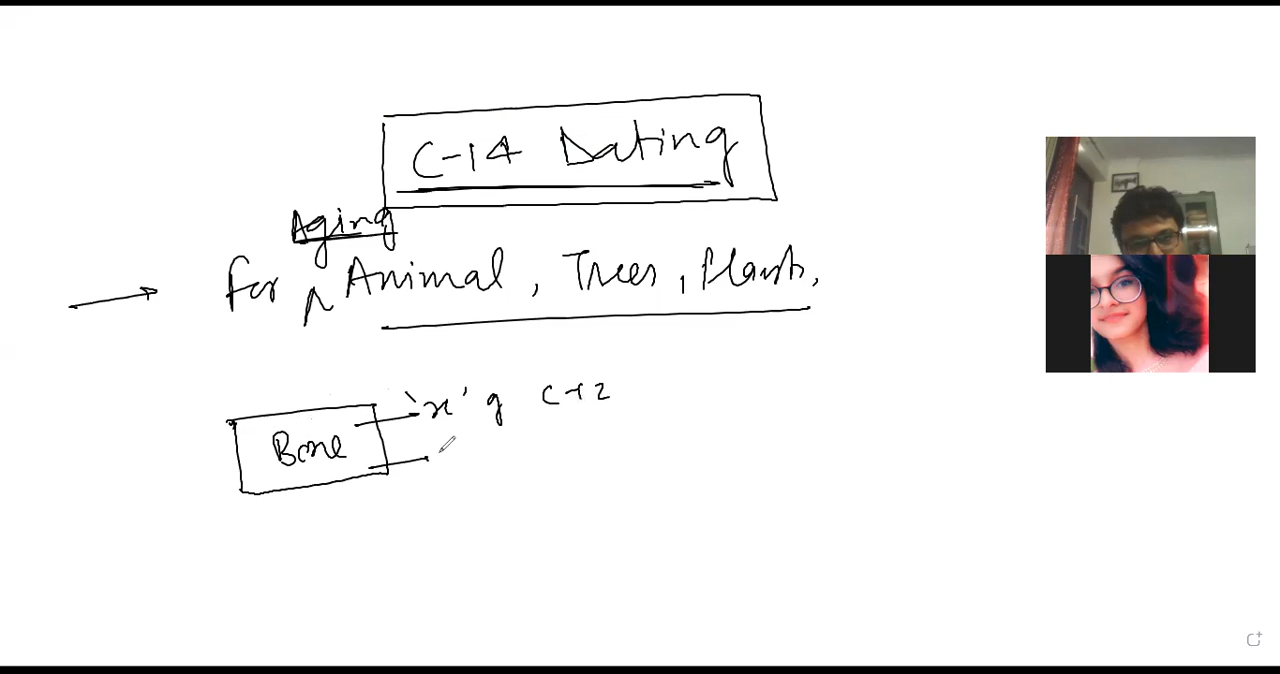 C-14 Dating
Aging
For Animal, Trees, Plants,
Bone
'x' g C-12